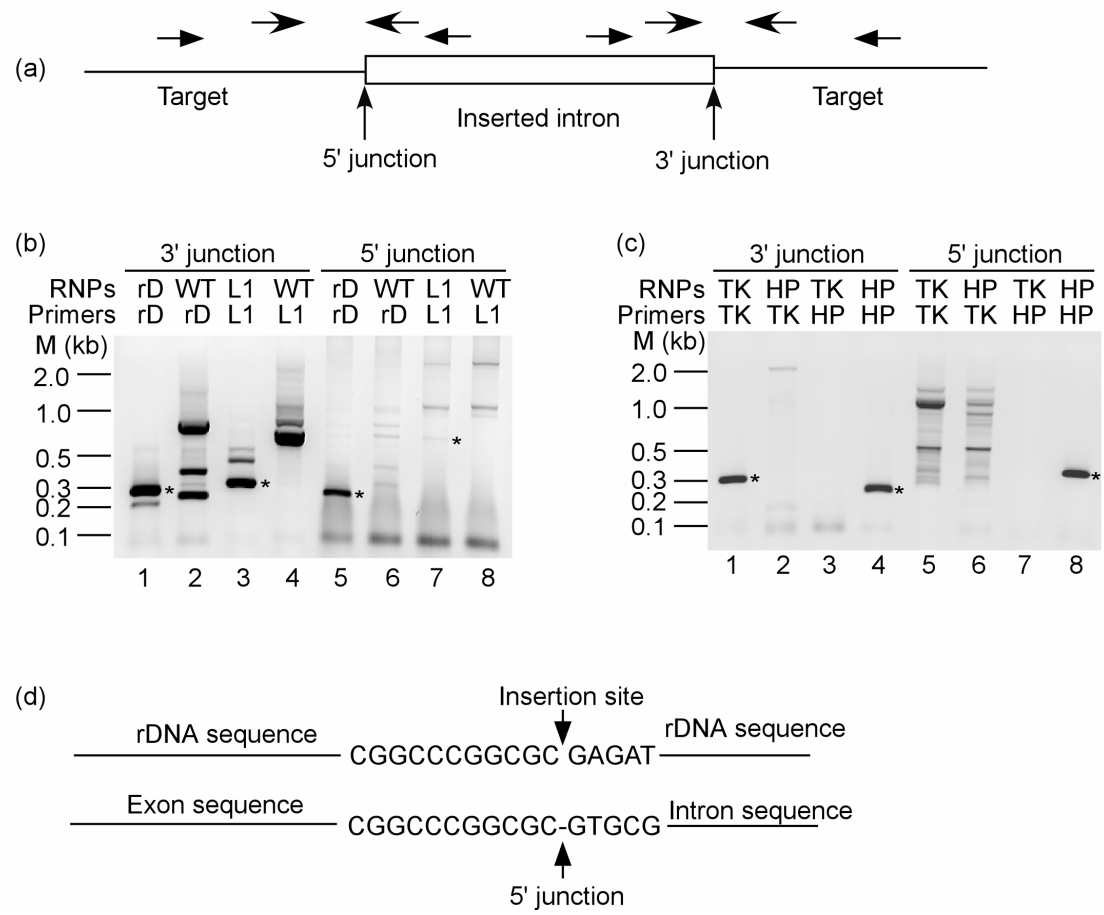 (a)
Target
Inserted intron
Target
5' junction
3' junction
(b)
3' junction
5' junction
RNPs rD WT L1 WT rD WT L1 WT
Primers rD rD L1 L1 rD rD L1 L1
M (kb)
2.0
1.0
0.5
0.3
0.2
0.1
*
*
*
*
1 2 3 4 5 6 7 8
(c)
3' junction
5' junction
RNPs TK HP TK HP TK HP TK HP
Primers TK TK HP HP TK TK HP HP
M (kb)
2.0
1.0
0.5
0.3
0.2
0.1
*
*
*
1 2 3 4 5 6 7 8
(d)
Insertion site
rDNA sequence CGGCCCGGCGC GAGAT rDNA sequence
Exon sequence CGGCCCGGCGC-GTGCG Intron sequence
5' junction